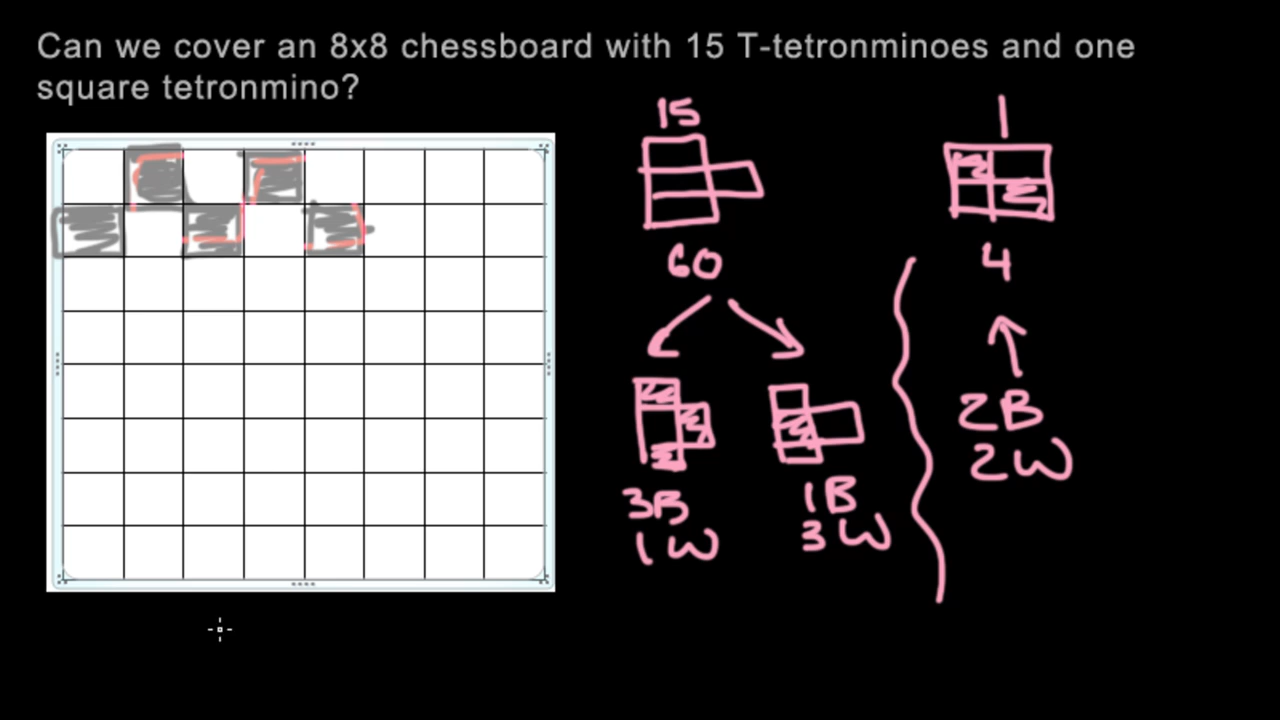 Can we cover an 8x8 chessboard with 15 T-tetronminoes and one
square tetronmino?
15
1
60
4
3B
1W
1B
3W
2B
2W